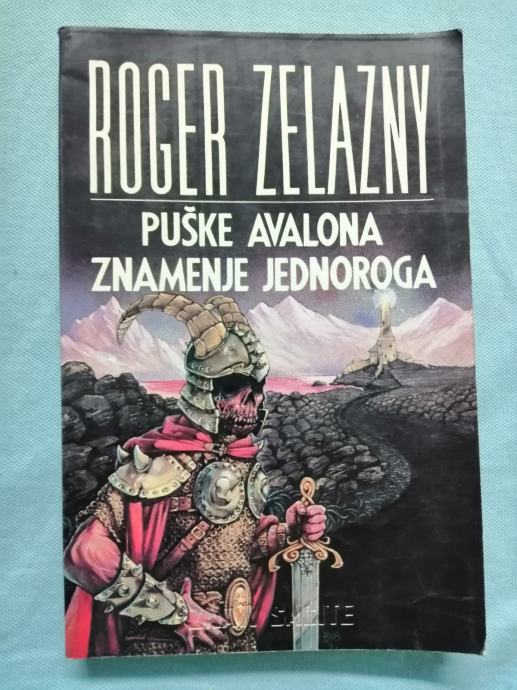 ROGER ZELAZNY
PUŠKE AVALONA
ZNAMENJE JEDNOROGA